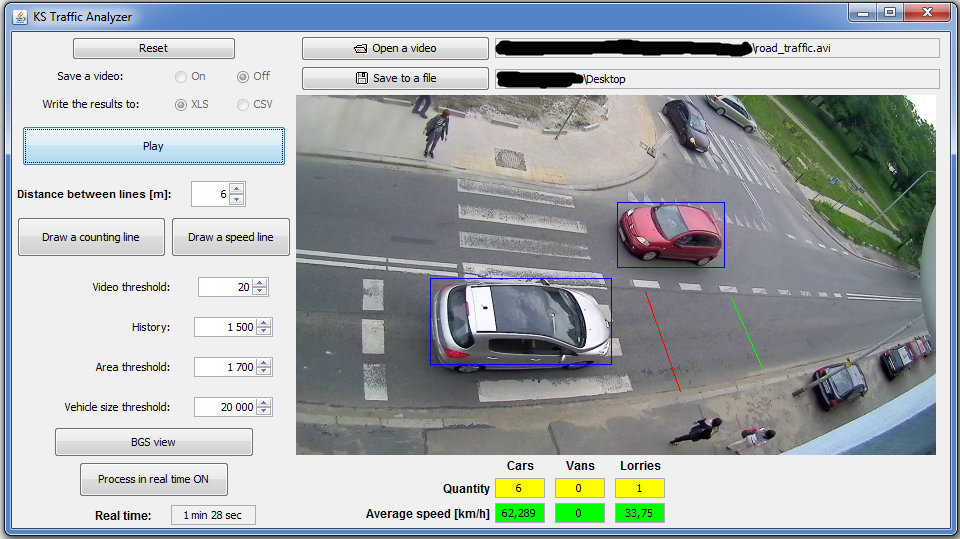 KS Traffic Analyzer
Reset
Open a video
\road_traffic.avi
Save a video:
On
Off
Save to a file
\Desktop
Write the results to:
XLS
CSV
Play
Distance between lines [m]:
6
Draw a counting line
Draw a speed line
Video threshold:
20
History:
1 500
Area threshold:
1 700
Vehicle size threshold:
20 000
BGS view
Process in real time ON
Real time:
1 min 28 sec
Cars
Vans
Lorries
Quantity
6
0
1
Average speed [km/h]
62,289
0
33,75